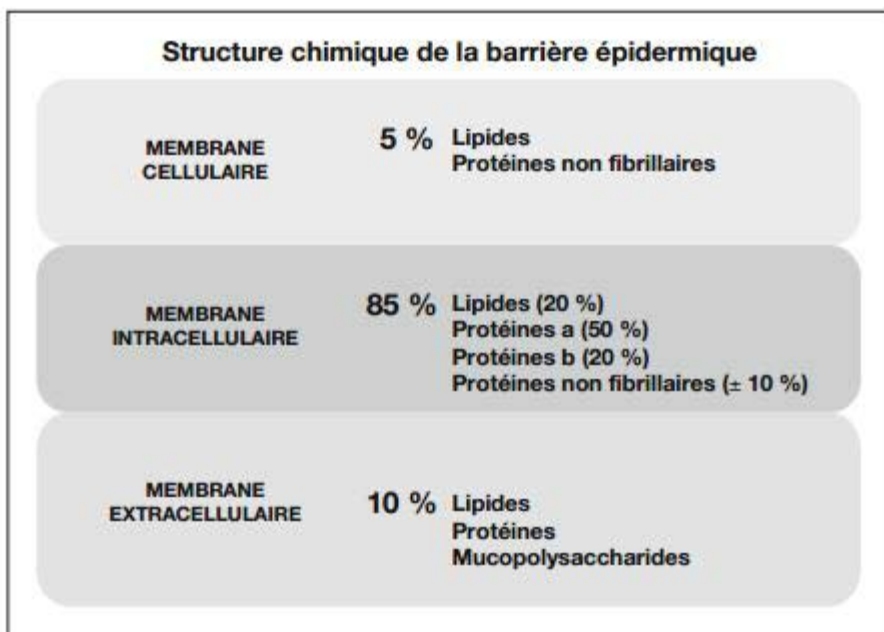 Structure chimique de la barrière épidermique
MEMBRANE
CELLULAIRE
5 % Lipides
Protéines non fibrillaires
MEMBRANE
INTRACELLULAIRE
85 % Lipides (20 %)
Protéines a (50 %)
Protéines b (20 %)
Protéines non fibrillaires (± 10 %)
MEMBRANE
EXTRACELLULAIRE
10 % Lipides
Protéines
Mucopolysaccharides